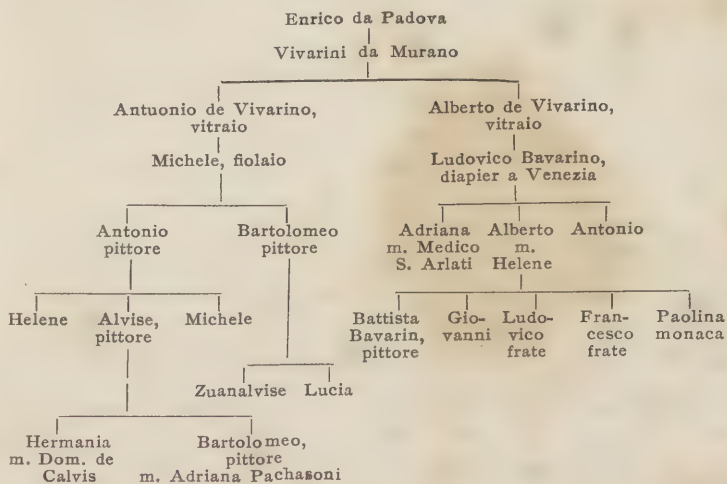 Enrico da Padova
Vivarini da Murano
Antuonio de Vivarino,
vitraio
Alberto de Vivarino,
vitraio
Michele, fiolaio
Ludovico Bavarino,
diapier a Venezia
Antonio
pittore
Bartolomeo
pittore
Adriana
m. Medico
S. Arlati
Alberto
m.
Helene
Antonio
Helene
Alvise,
pittore
Michele
Battista
Bavarin,
pittore
Gio-
vanni
Ludo-
vico
frate
Fran-
cesco
frate
Paolina
monaca
Zuanalvise
Lucia
Hermania
m. Dom. de
Calvis
Bartolomeo,
pittore
m. Adriana Pachasoni